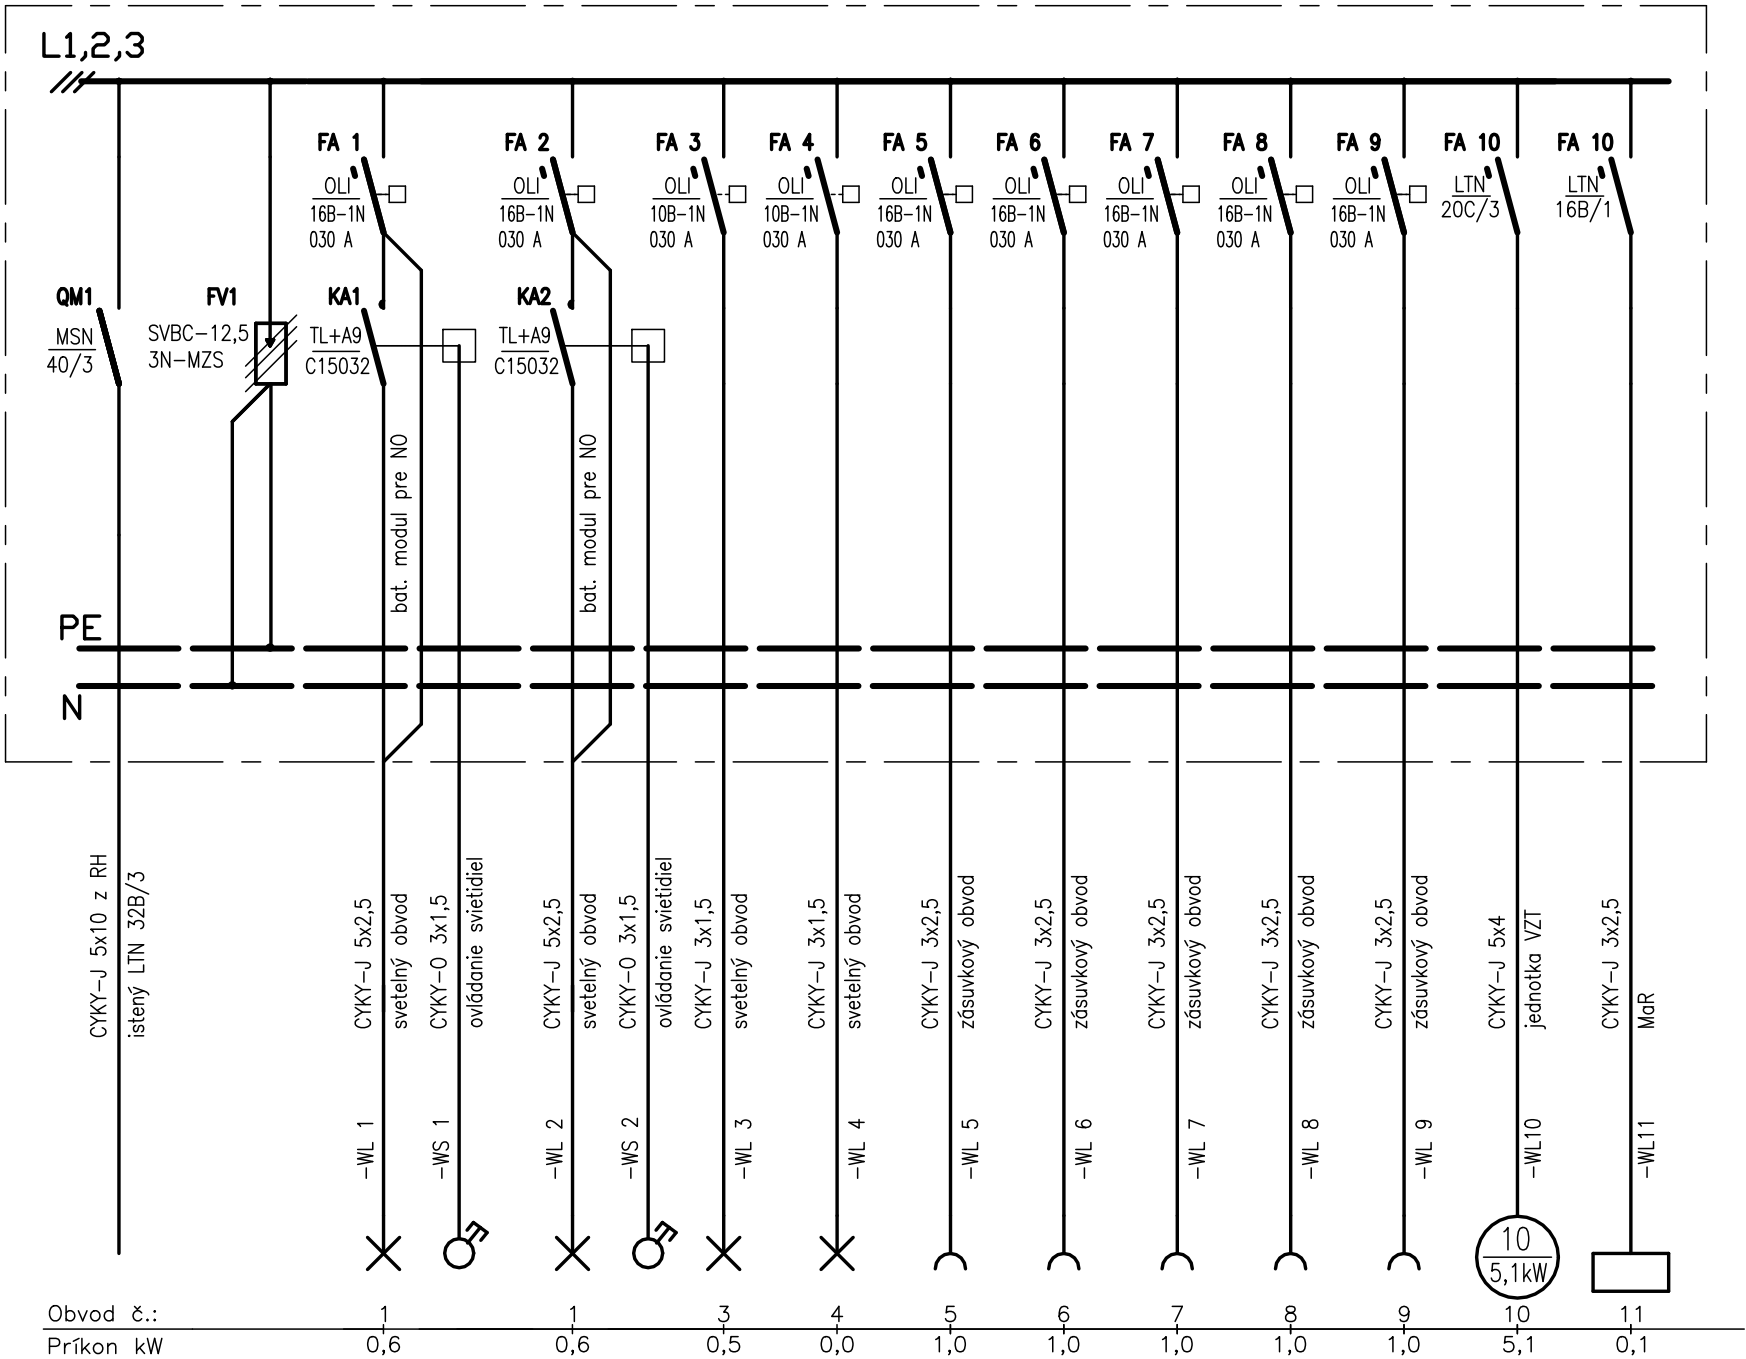 L1,2,3
FA 1
OLI
16B-1N
030 A
FA 2
OLI
16B-1N
030 A
FA 3
OLI
10B-1N
030 A
FA 4
OLI
10B-1N
030 A
FA 5
OLI
16B-1N
030 A
FA 6
OLI
16B-1N
030 A
FA 7
OLI
16B-1N
030 A
FA 8
OLI
16B-1N
030 A
FA 9
OLI
16B-1N
030 A
FA 10
LTN
20C/3
FA 10
LTN
16B/1
QM1
MSN
40/3
FV1
SVBC-12,5
3N-MZS
KA1
TL+A9
C15032
KA2
TL+A9
C15032
bat. modul pre NO
bat. modul pre NO
PE
N
CYKY-J 5x10 z RH
istený LTN 32B/3
CYKY-J 5x2,5
svetelný obvod
CYKY-O 3x1,5
ovládanie svietidiel
CYKY-J 5x2,5
svetelný obvod
CYKY-O 3x1,5
ovládanie svietidiel
CYKY-J 3x1,5
svetelný obvod
CYKY-J 3x1,5
svetelný obvod
CYKY-J 3x2,5
zásuvkový obvod
CYKY-J 3x2,5
zásuvkový obvod
CYKY-J 3x2,5
zásuvkový obvod
CYKY-J 3x2,5
zásuvkový obvod
CYKY-J 3x2,5
zásuvkový obvod
CYKY-J 5x4
jednotka VZT
CYKY-J 3x2,5
MaR
-WL 1
-WS 1
-WL 2
-WS 2
-WL 3
-WL 4
-WL 5
-WL 6
-WL 7
-WL 8
-WL 9
-WL10
-WL11
10
5,1kW
Obvod č.: 1 1 3 4 5 6 7 8 9 10 11
Príkon kW 0,6 0,6 0,5 0,0 1,0 1,0 1,0 1,0 1,0 5,1 0,1